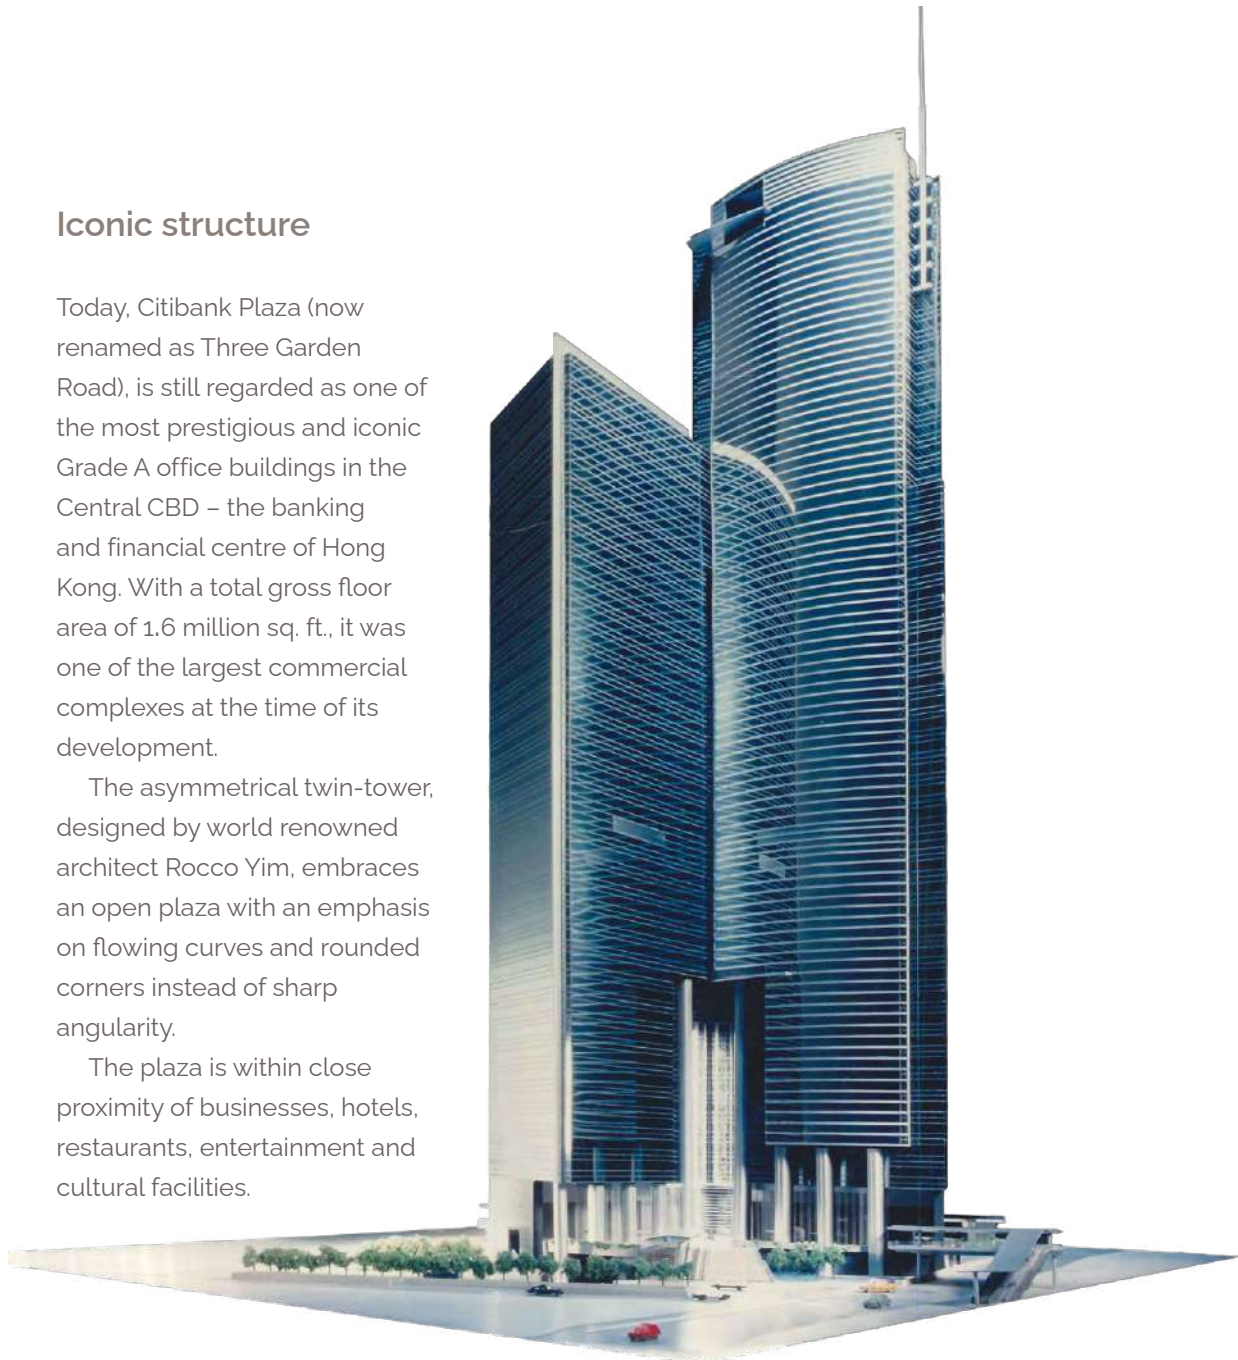 Iconic structure
Today, Citibank Plaza (now
renamed as Three Garden
Road), is still regarded as one of
the most prestigious and iconic
Grade A office buildings in the
Central CBD – the banking
and financial centre of Hong
Kong. With a total gross floor
area of 1.6 million sq. ft., it was
one of the largest commercial
complexes at the time of its
development.
The asymmetrical twin-tower,
designed by world renowned
architect Rocco Yim, embraces
an open plaza with an emphasis
on flowing curves and rounded
corners instead of sharp
angularity.
The plaza is within close
proximity of businesses, hotels,
restaurants, entertainment and
cultural facilities.